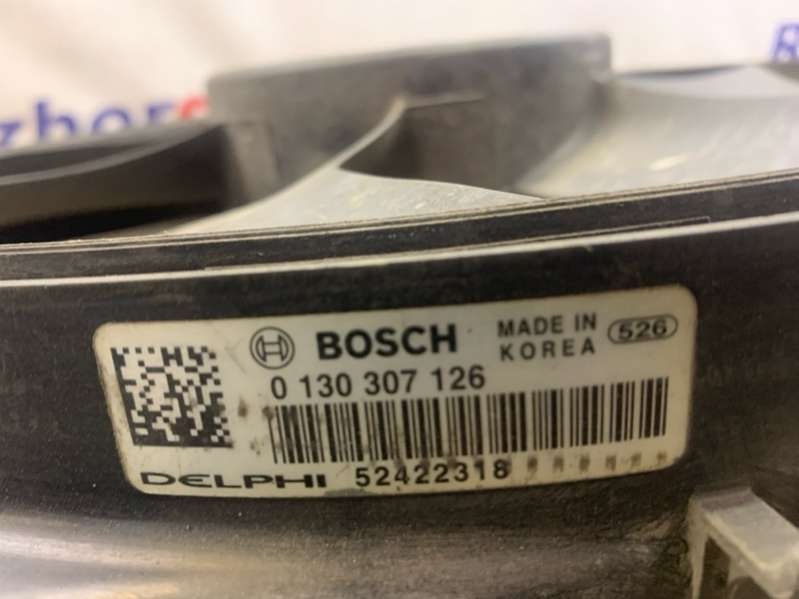 BOSCH
MADE IN
KOREA
526
0 130 307 126
DELPHI 52422318